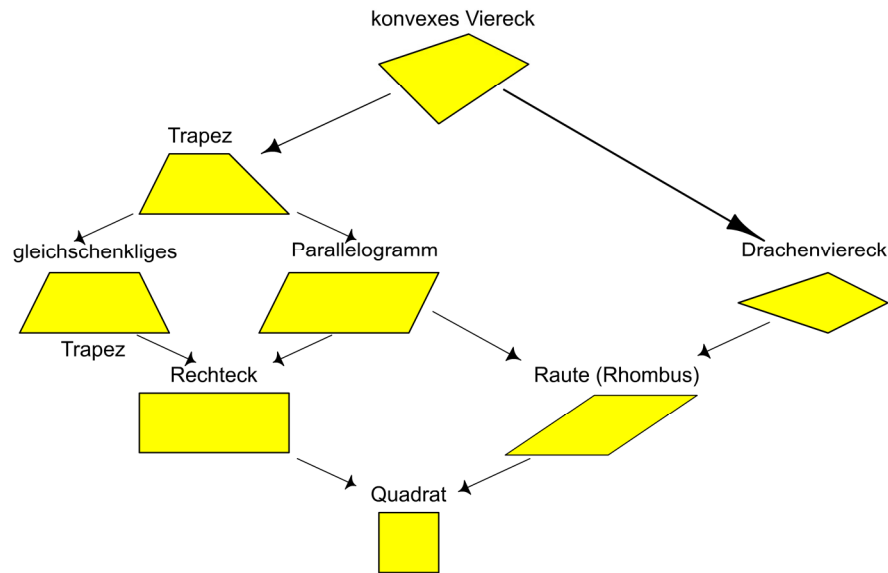 konvexes Viereck
Trapez
gleichschenkliges
Trapez
Parallelogramm
Drachenviereck
Rechteck
Raute (Rhombus)
Quadrat